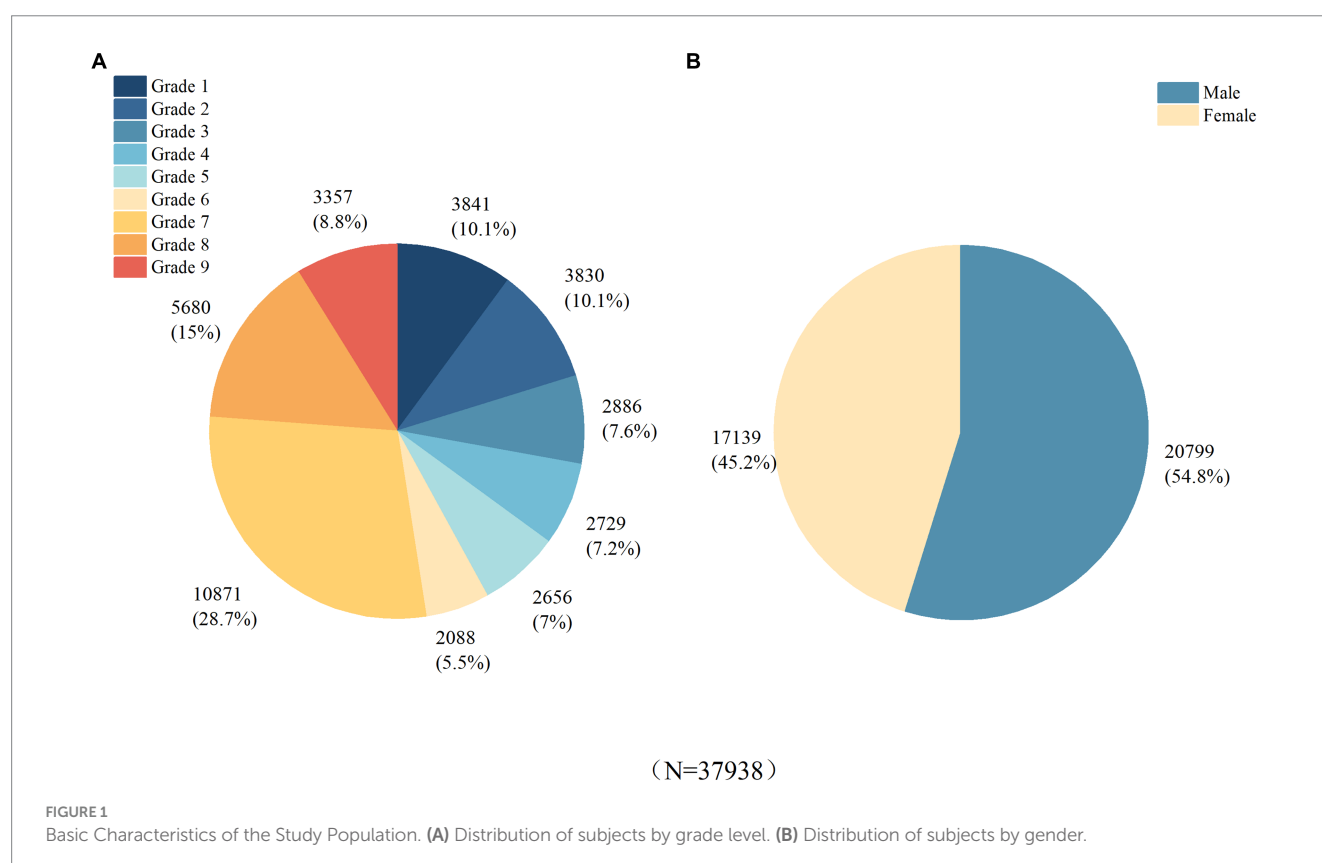 A
Grade 1
Grade 2
Grade 3
Grade 4
Grade 5
Grade 6
Grade 7
Grade 8
Grade 9
3841
(10.1%)
3830
(10.1%)
2886
(7.6%)
2729
(7.2%)
2656
(7%)
2088
(5.5%)
10871
(28.7%)
5680
(15%)
3357
(8.8%)
B
Male
Female
20799
(54.8%)
17139
(45.2%)
（N=37938）
FIGURE 1
Basic Characteristics of the Study Population. (A) Distribution of subjects by grade level. (B) Distribution of subjects by gender.